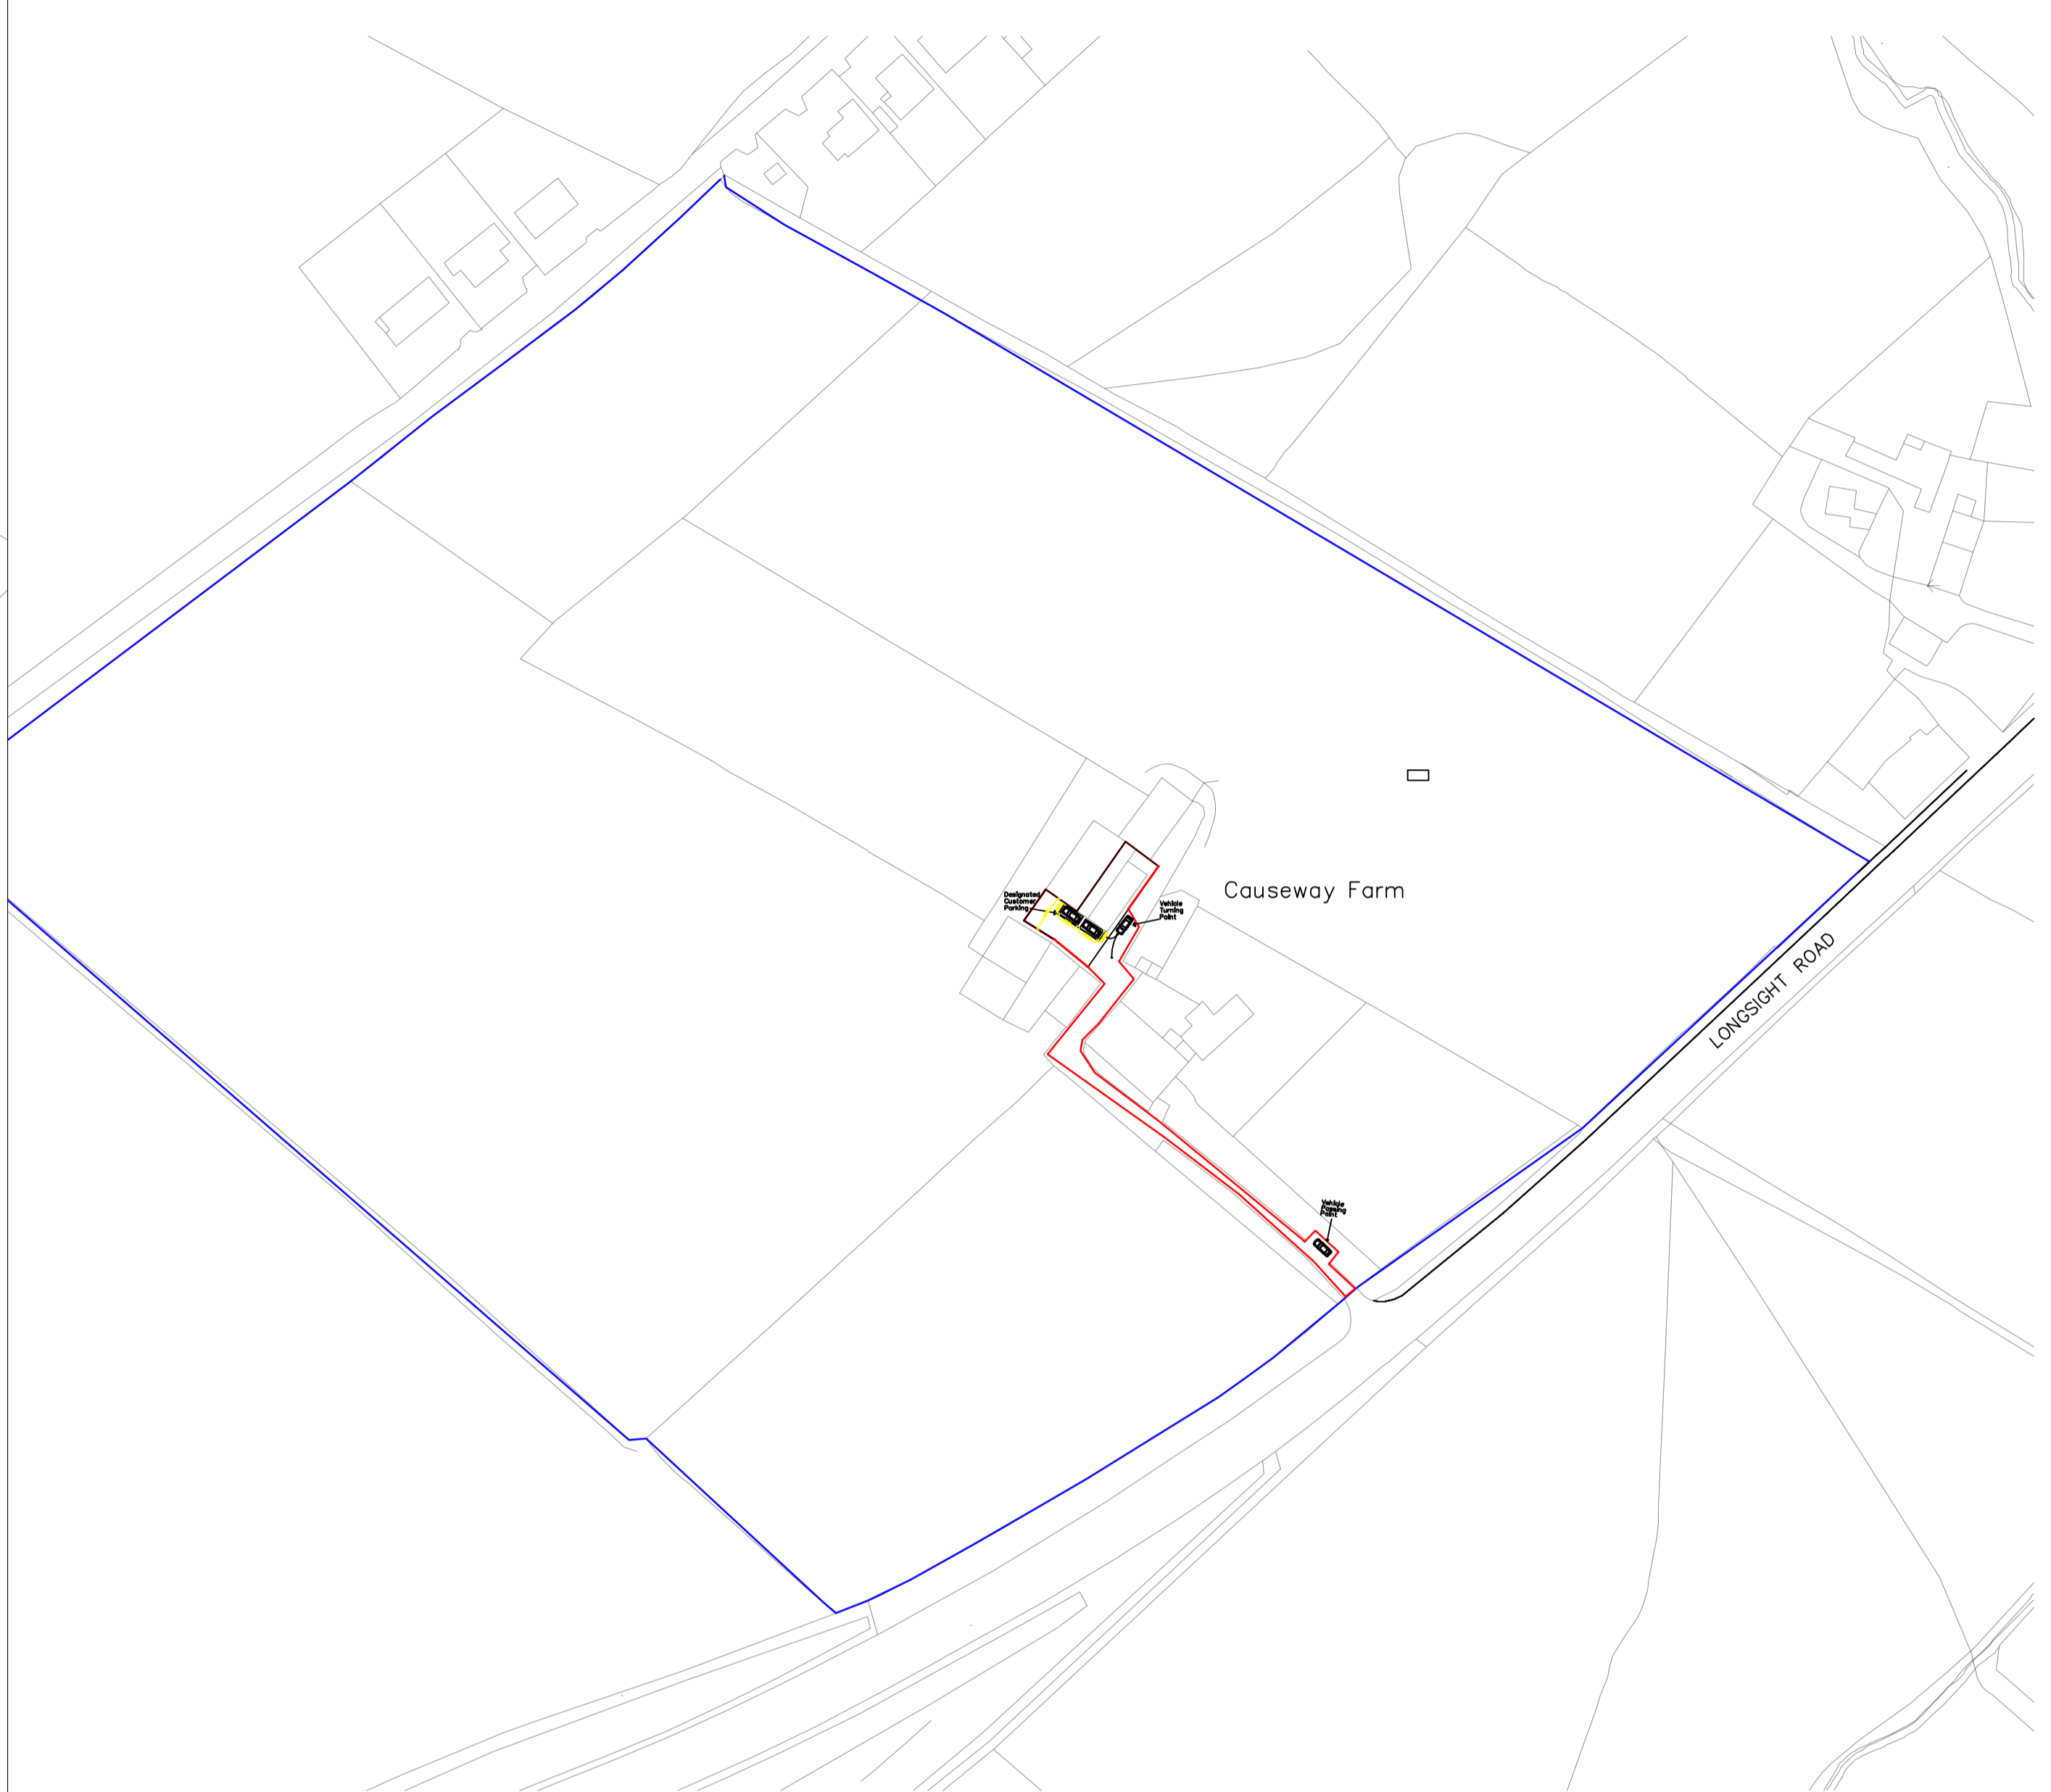 Causeway Farm
Designated
Customer
Parking
Vehicle
Turning
Point
LONGSIGHT ROAD
Vehicle
Passing
Point